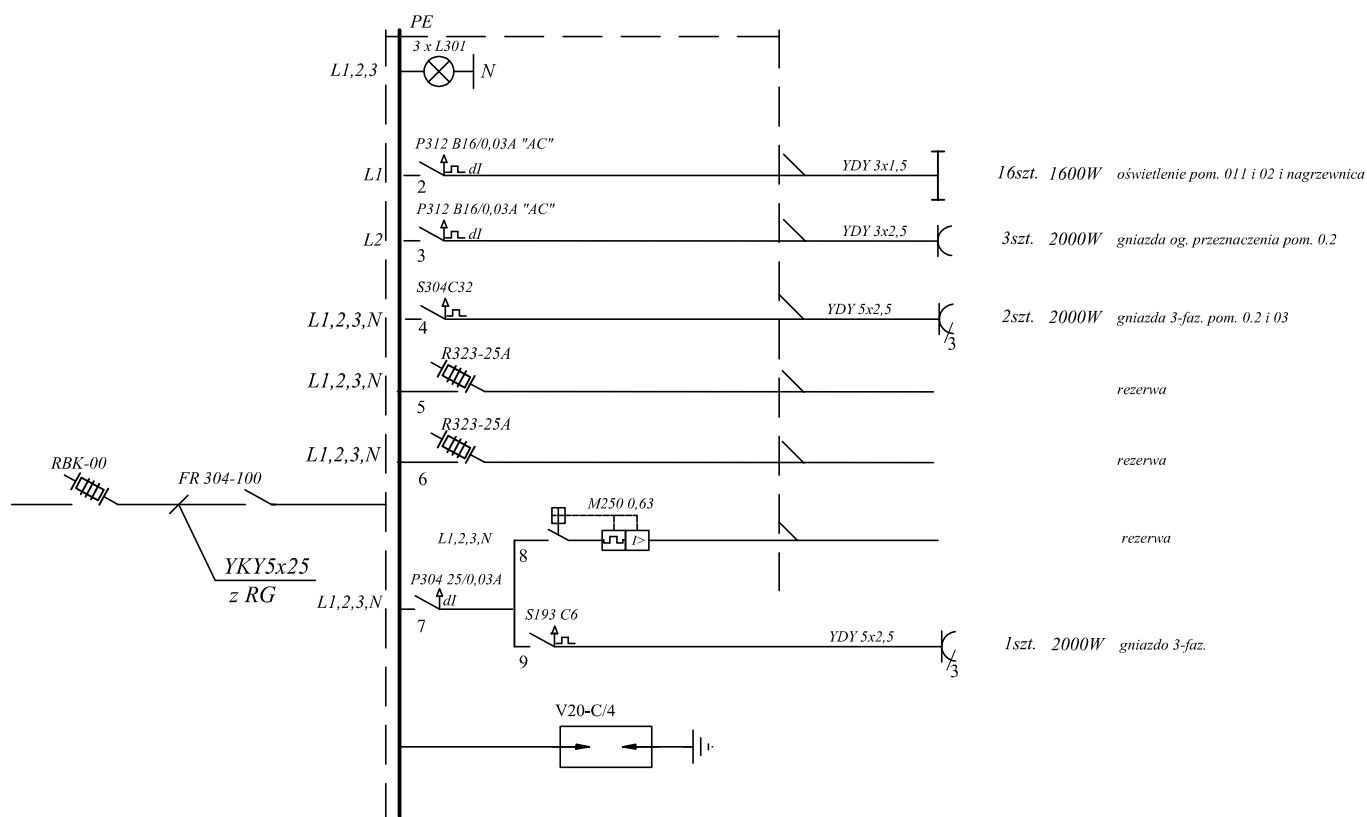 PE
3 x L301
L1,2,3
N
P312 B16/0,03A "AC"
L1
2
dI
YDY 3x1,5
16szt. 1600W oświetlenie pom. 011 i 02 i nagrzewnica
P312 B16/0,03A "AC"
L2
3
dI
YDY 3x2,5
3szt. 2000W gniazda og. przeznaczenia pom. 0.2
S304C32
L1,2,3,N
4
YDY 5x2,5
/3
2szt. 2000W gniazda 3-faz. pom. 0.2 i 03
R323-25A
L1,2,3,N
5
rezerwa
R323-25A
L1,2,3,N
6
rezerwa
RBK-00
FR 304-100
YKY5x25
z RG
M250 0,63
L1,2,3,N
8
I>
rezerwa
P304 25/0,03A
L1,2,3,N
7
dI
S193 C6
9
YDY 5x2,5
/3
1szt. 2000W gniazdo 3-faz.
V20-C/4